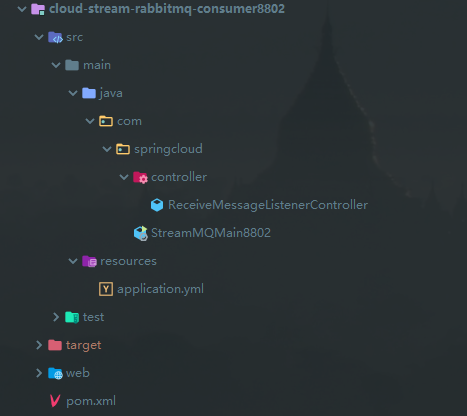 cloud-stream-rabbitmq-consumer8802
src
main
java
com
springcloud
controller
ReceiveMessageListenerController
StreamMQMain8802
resources
application.yml
test
target
web
pom.xml